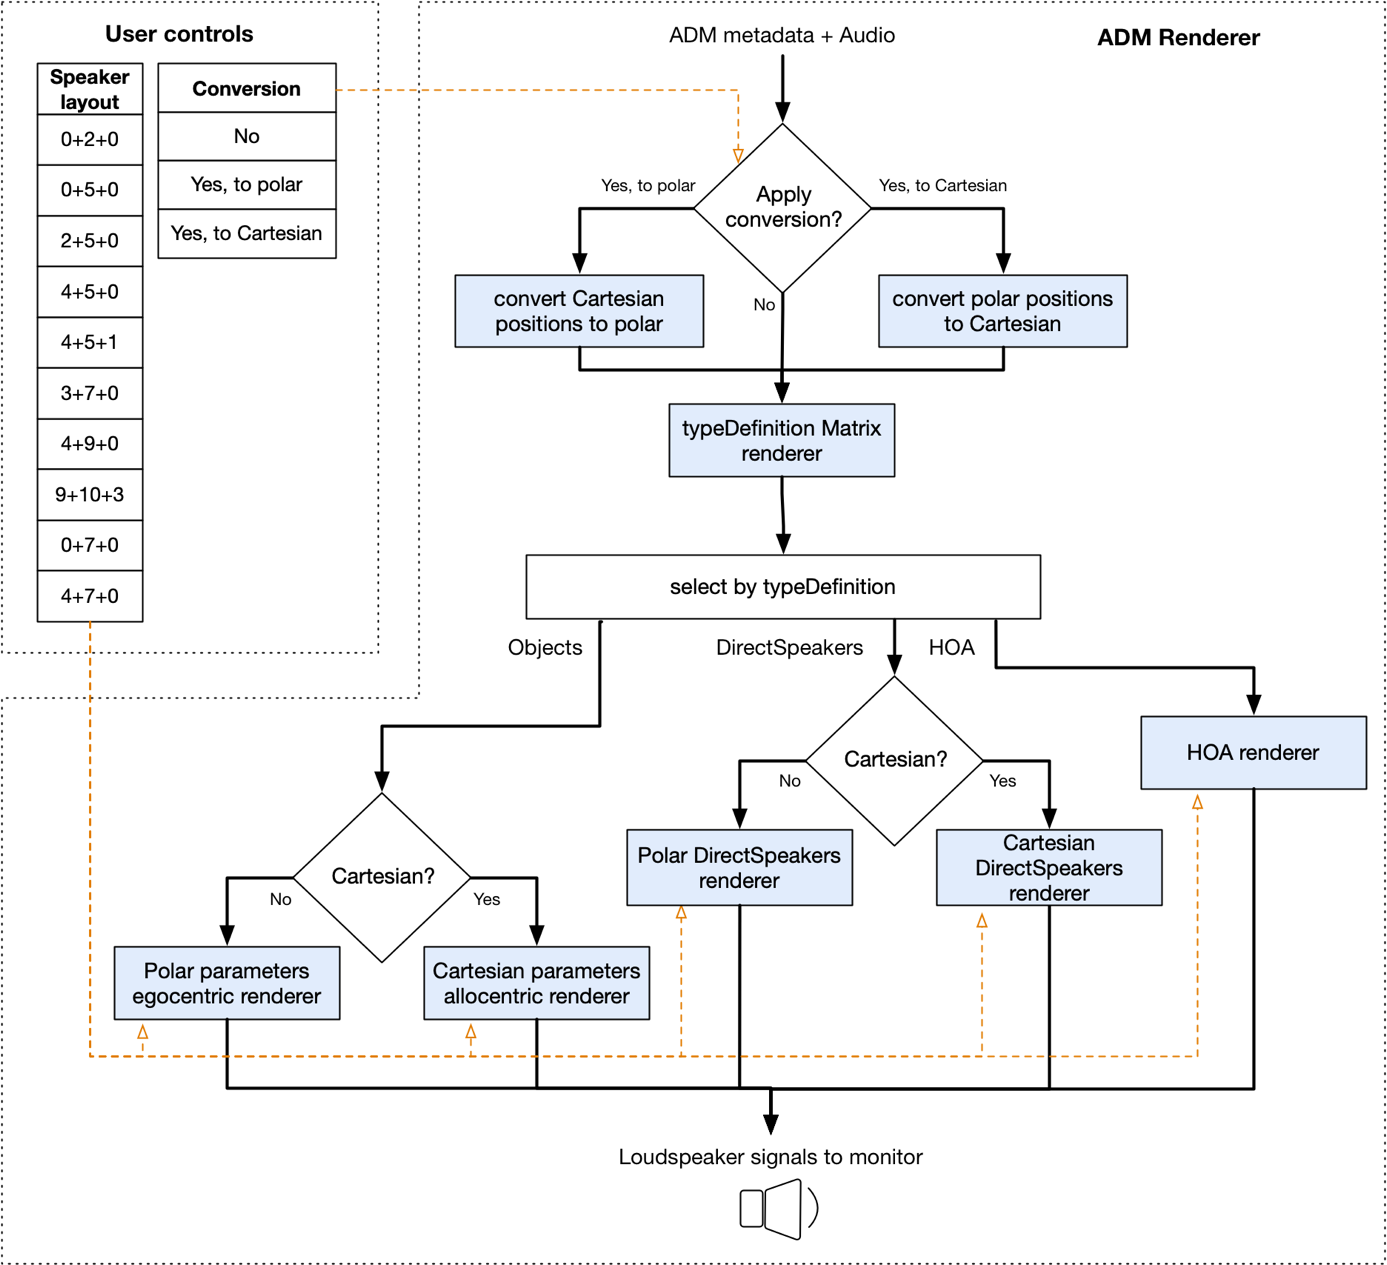 User controls
Speaker
layout
0+2+0
0+5+0
2+5+0
4+5+0
4+5+1
3+7+0
4+9+0
9+10+3
0+7+0
4+7+0
Conversion
No
Yes, to polar
Yes, to Cartesian
ADM Renderer
ADM metadata + Audio
Apply
conversion?
Yes, to polar
Yes, to Cartesian
No
convert Cartesian
positions to polar
convert polar positions
to Cartesian
typeDefinition Matrix
renderer
select by typeDefinition
Objects
DirectSpeakers
HOA
Cartesian?
No
Yes
HOA renderer
Polar DirectSpeakers
renderer
Cartesian
DirectSpeakers
renderer
Cartesian?
No
Yes
Polar parameters
egocentric renderer
Cartesian parameters
allocentric renderer
Loudspeaker signals to monitor